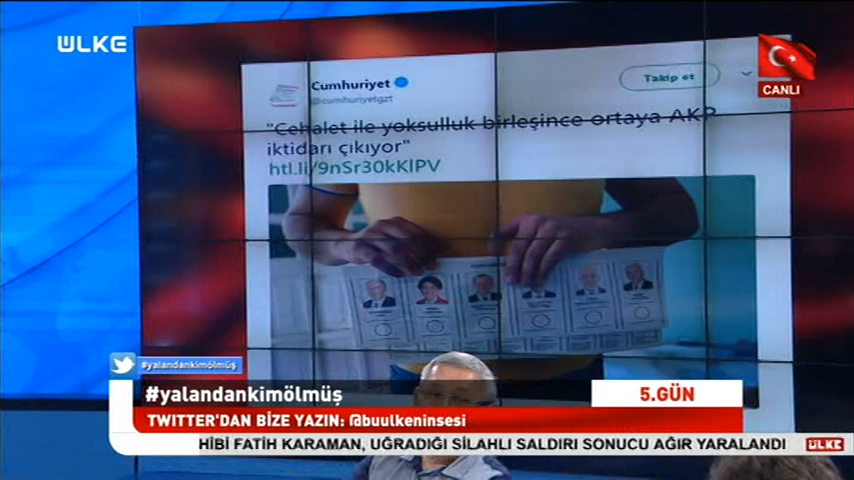 ÜLKE
CANLI
Cumhuriyet
@cumhuriyetgzt
Takip et
"Cehalet ile yoksulluk birleşince ortaya AKP
iktidarı çıkıyor"
htl.li/9nSr30kKlPV
#yalandankimölmüş
#yalandankimölmüş
5.GÜN
TWITTER'DAN BİZE YAZIN: @buulkeninsesi
HİBİ FATİH KARAMAN, UĞRADIĞI SİLAHLI SALDIRI SONUCU AĞIR YARALANDI
ÜLKE